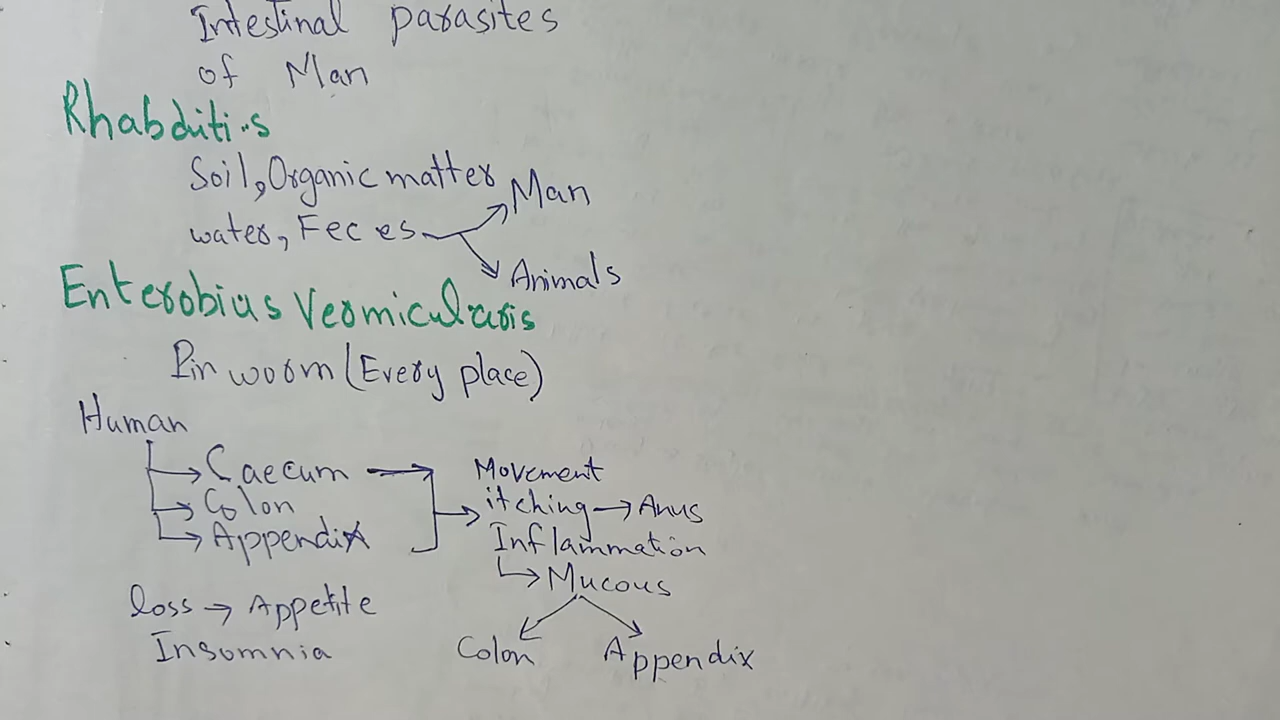 Intestinal parasites
of Man
Rhabditis
Soil, Organic matter
Man
water, Feces
Animals
Enterobius Vermicularis
Pin worm (Every place)
Human
Caecum
Colon
Appendix
Movement
itching → Anus
Inflammation
Mucous
Colon
Appendix
loss → Appetite
Insomnia